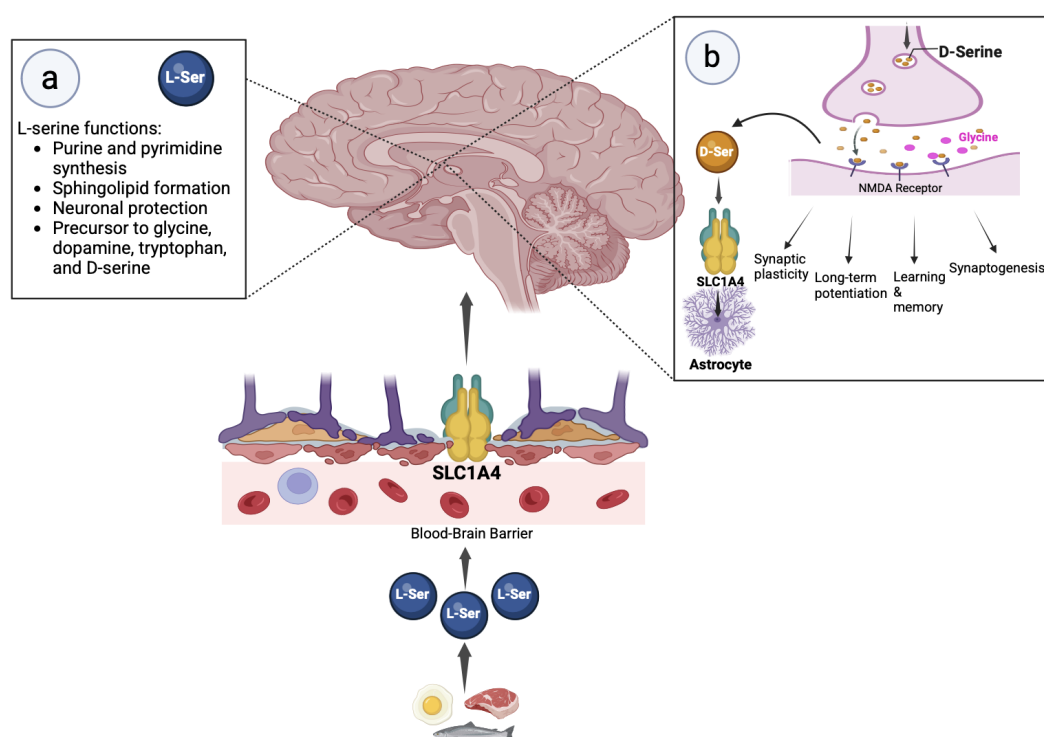 a
L-Ser
L-serine functions:
Purine and pyrimidine
synthesis
Sphingolipid formation
Neuronal protection
Precursor to glycine,
dopamine, tryptophan,
and D-serine
b
D-Serine
Glycine
NMDA Receptor
D-Ser
SLC1A4
Astrocyte
Synaptic
plasticity
Long-term
potentiation
Learning
&
memory
Synaptogenesis
SLC1A4
Blood-Brain Barrier
L-Ser
L-Ser
L-Ser